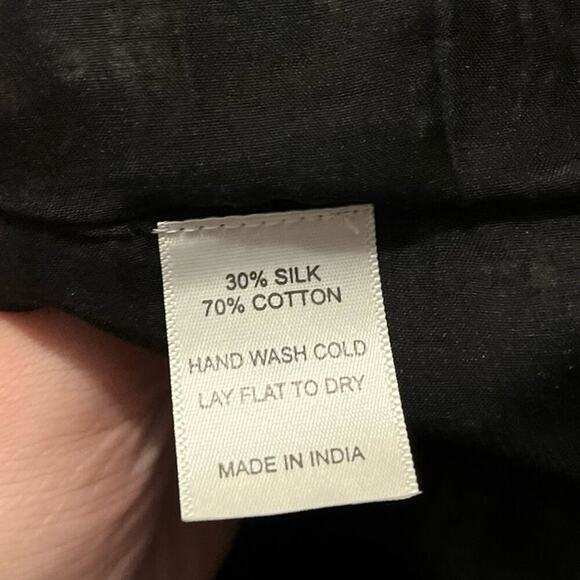 30% SILK
70% COTTON
HAND WASH COLD
LAY FLAT TO DRY
MADE IN INDIA